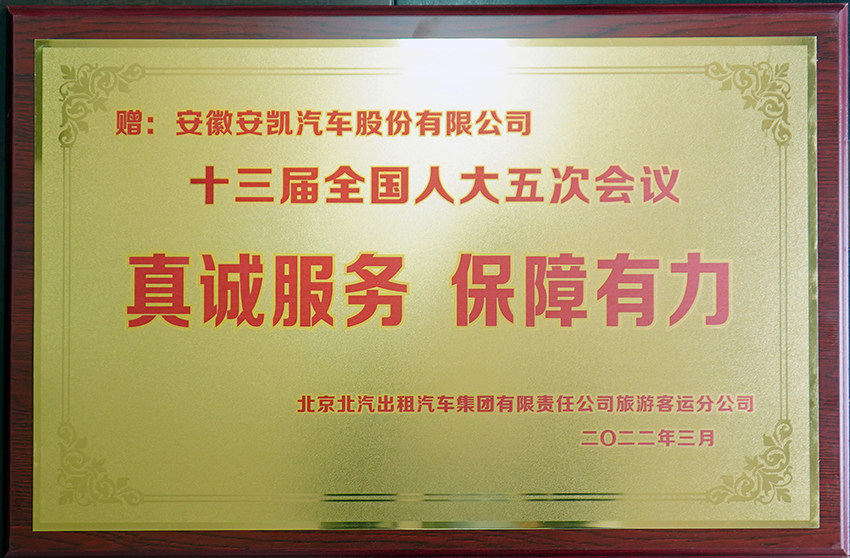 赠：安徽安凯汽车股份有限公司
十三届全国人大五次会议
真诚服务 保障有力
北京北汽出租汽车集团有限责任公司旅游客运分公司
二〇二二年三月